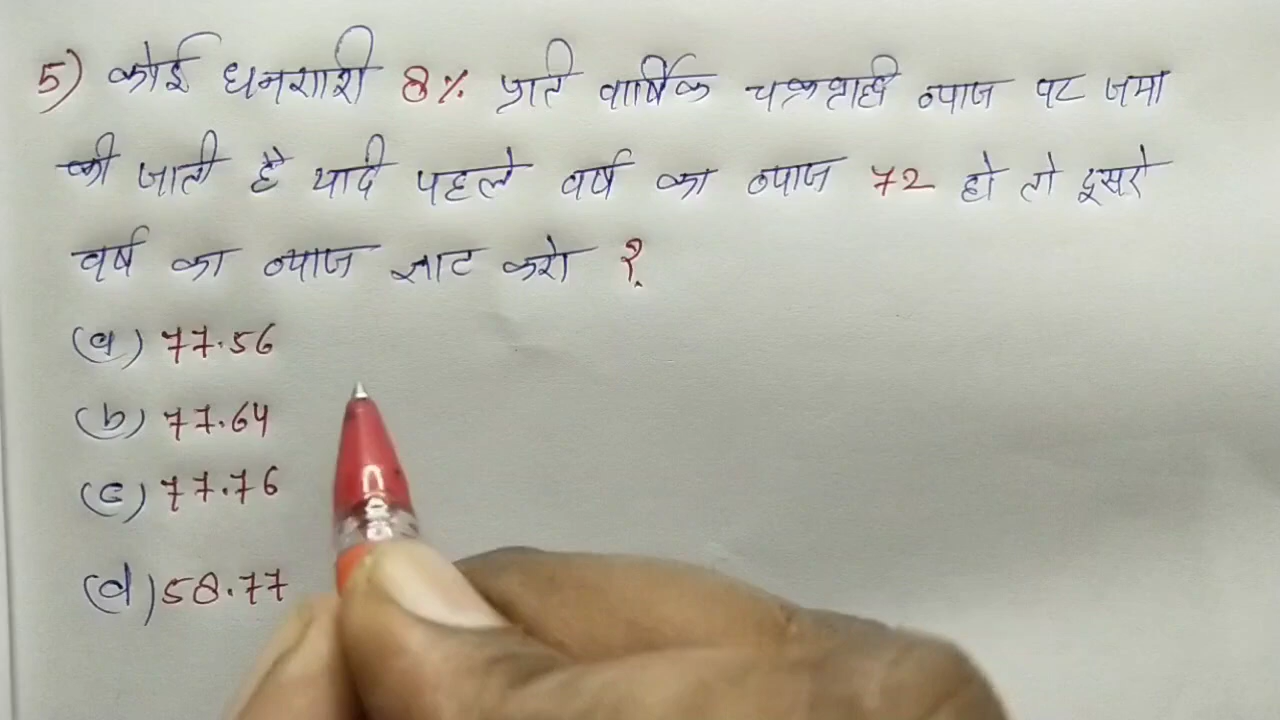 5) कोई धनराशी 8% प्रति वार्षिक चक्रवृद्धी ब्याज पर जमा
की जाती है यादि पहले वर्ष का ब्याज 72 हो तो दूसरे
वर्ष का ब्याज ज्ञात करो ?
(a) 77.56
(b) 77.64
(c) 77.76
(d) 58.77